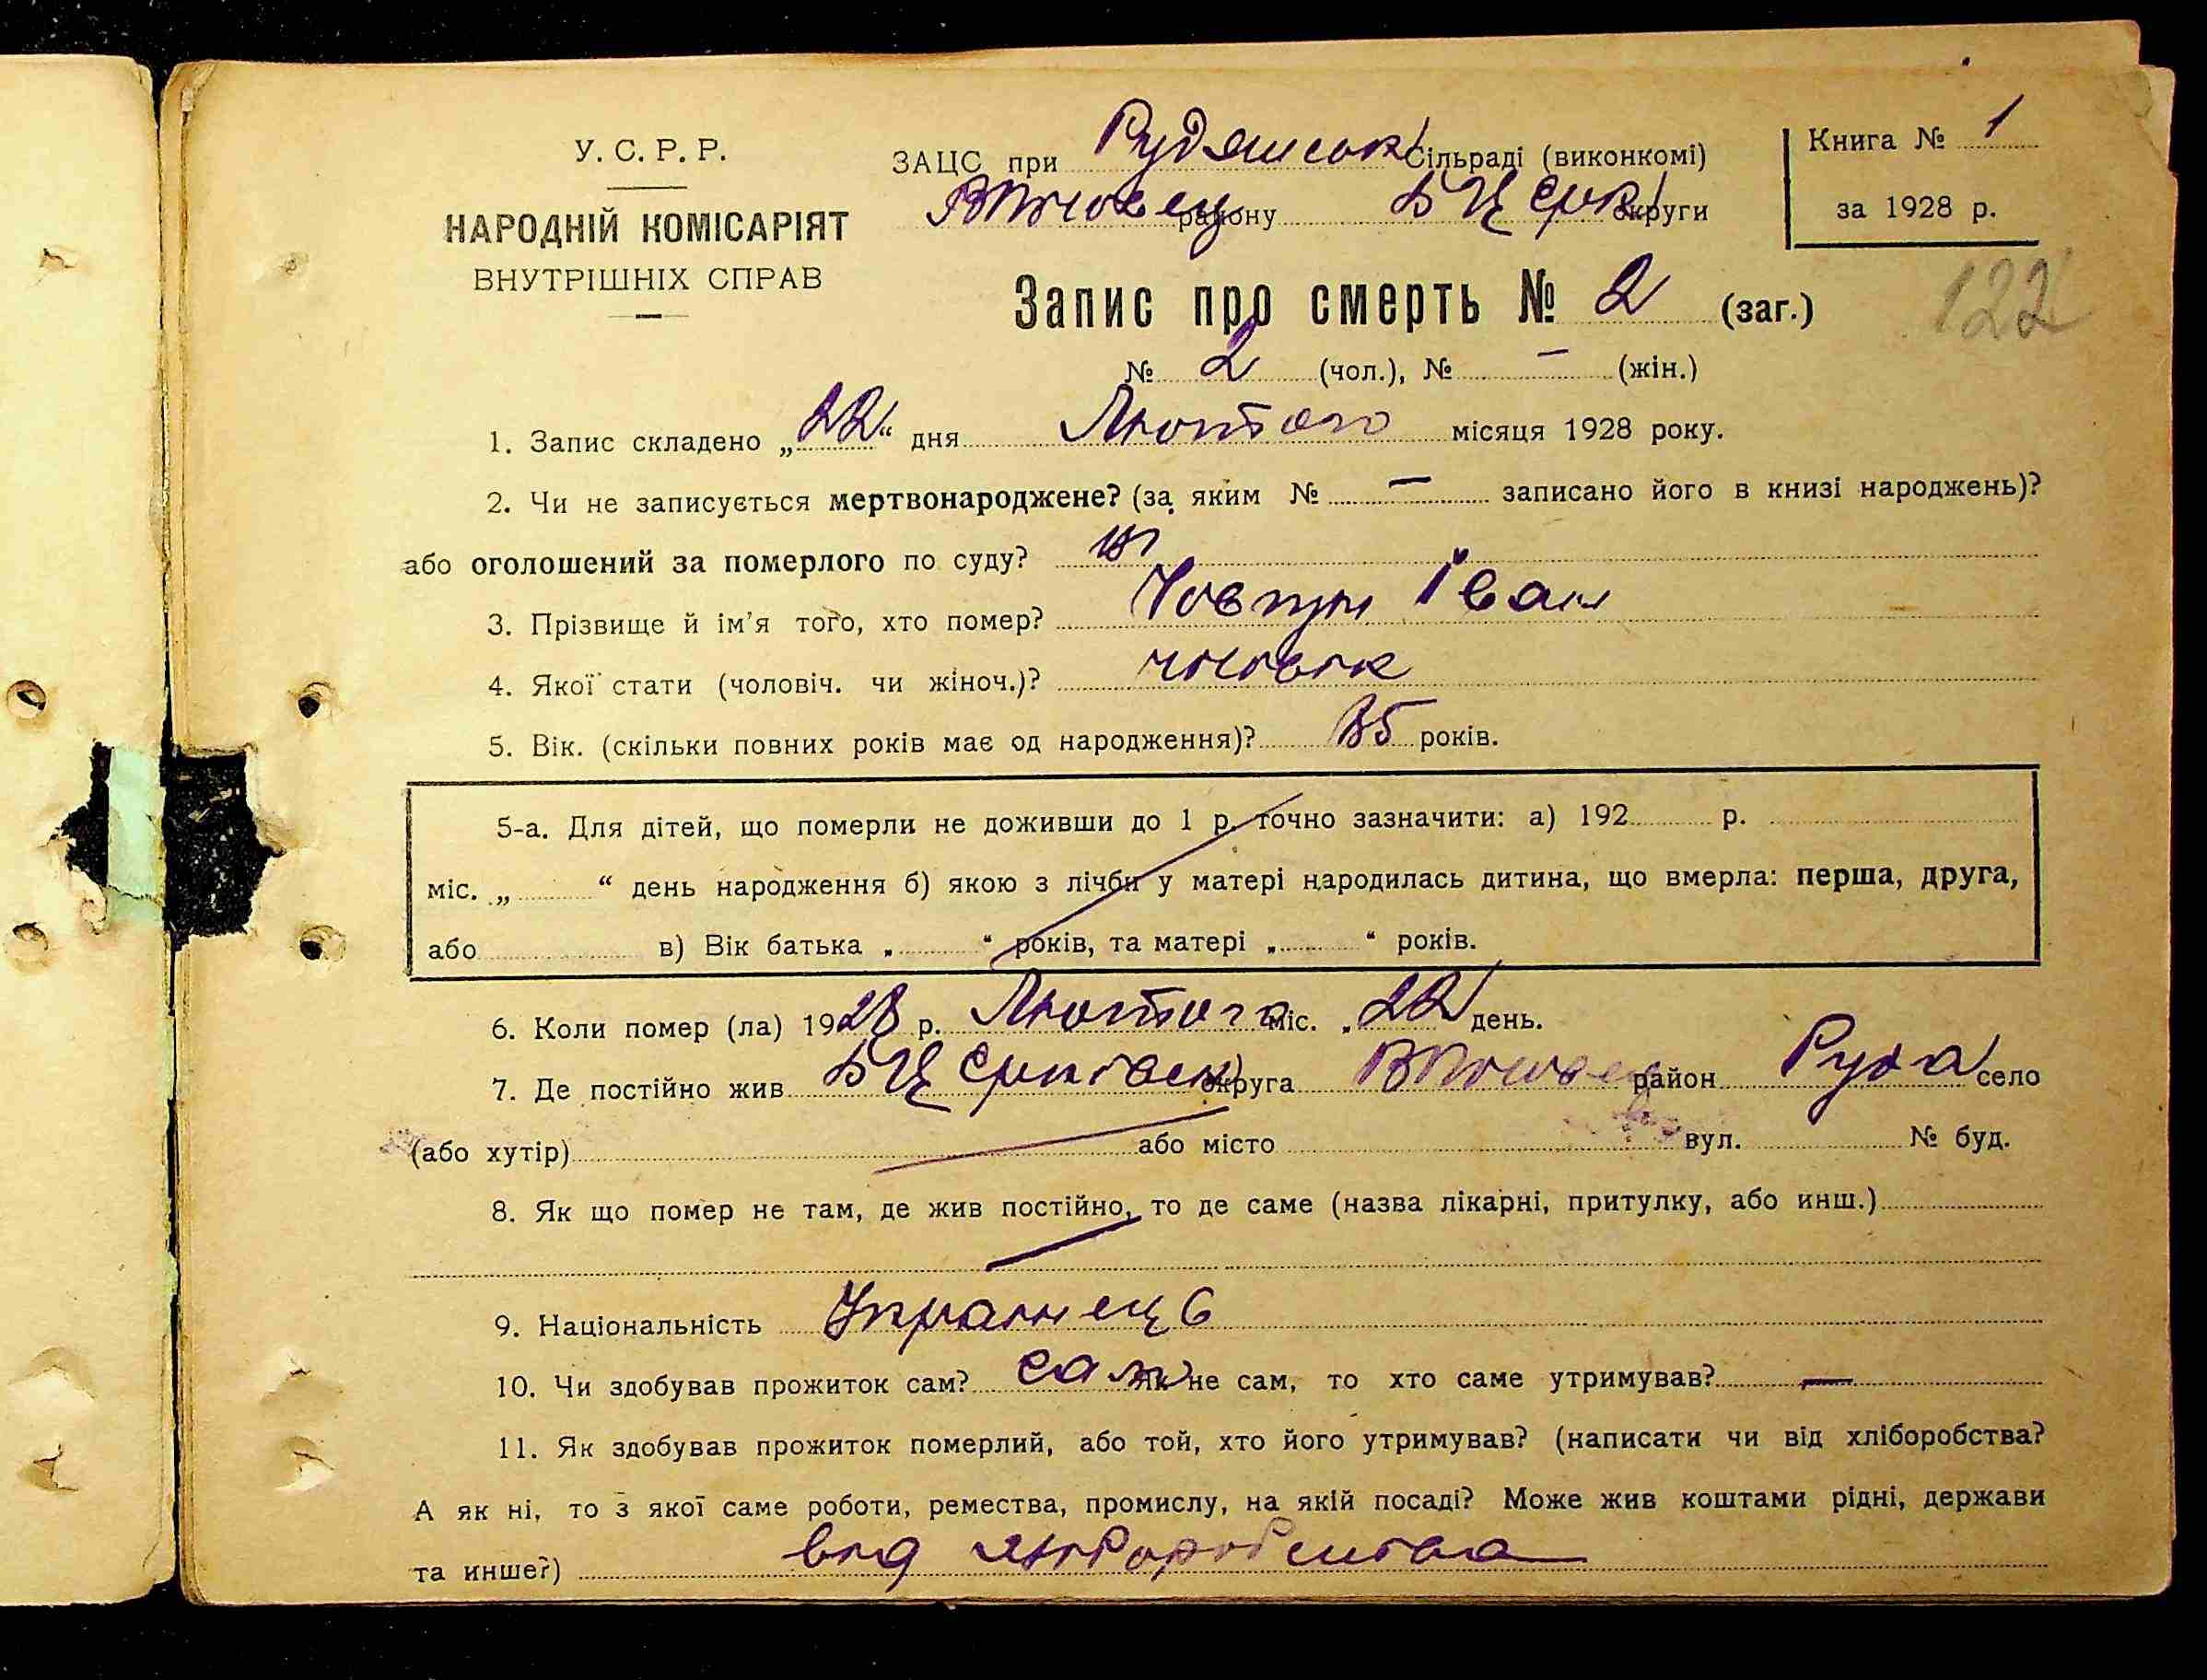 У. С. Р. Р.
НАРОДНІЙ КОМІСАРІЯТ
ВНУТРІШНІХ СПРАВ
ЗАЦС при Рудянській Сільраді (виконкомі)
району БЦерк округи
Книга № 1
за 1928 р.
Запис про смерть № 2 (заг.)
122
№ 2 (чол.), № — (жін.)
1. Запис складено „22“ дня Лютого місяця 1928 року.
2. Чи не записується мертвонароджене? (за яким № — записано його в книзі народжень)?
або оголошений за померлого по суду? ні
3. Прізвище й ім'я того, хто помер? Човпун Іван
4. Якої стати (чоловіч. чи жіноч.)? чоловік
5. Вік. (скільки повних років має од народження)? років.
5-а. Для дітей, що померли не доживши до 1 р. точно зазначити: а) 192 р.
міс. „ “ день народження б) якою з лічби у матері народилась дитина, що вмерла: перша, друга,
або в) Вік батька „ “ років, та матері „ “ років.
6. Коли помер (ла) 1928 р. Лютого міс. „22 день.
7. Де постійно жив БЦерківськ округа район Руда село
(або хутір) або місто вул. № буд.
8. Як що помер не там, де жив постійно, то де саме (назва лікарні, притулку, або инш.)
9. Національність Українець
10. Чи здобував прожиток сам? сам Як не сам, то хто саме утримував? —
11. Як здобував прожиток померлий, або той, хто його утримував? (написати чи від хліборобства?
А як ні, то з якої саме роботи, ремества, промислу, на якій посаді? Може жив коштами рідні, держави
та инше?) від хліборобства